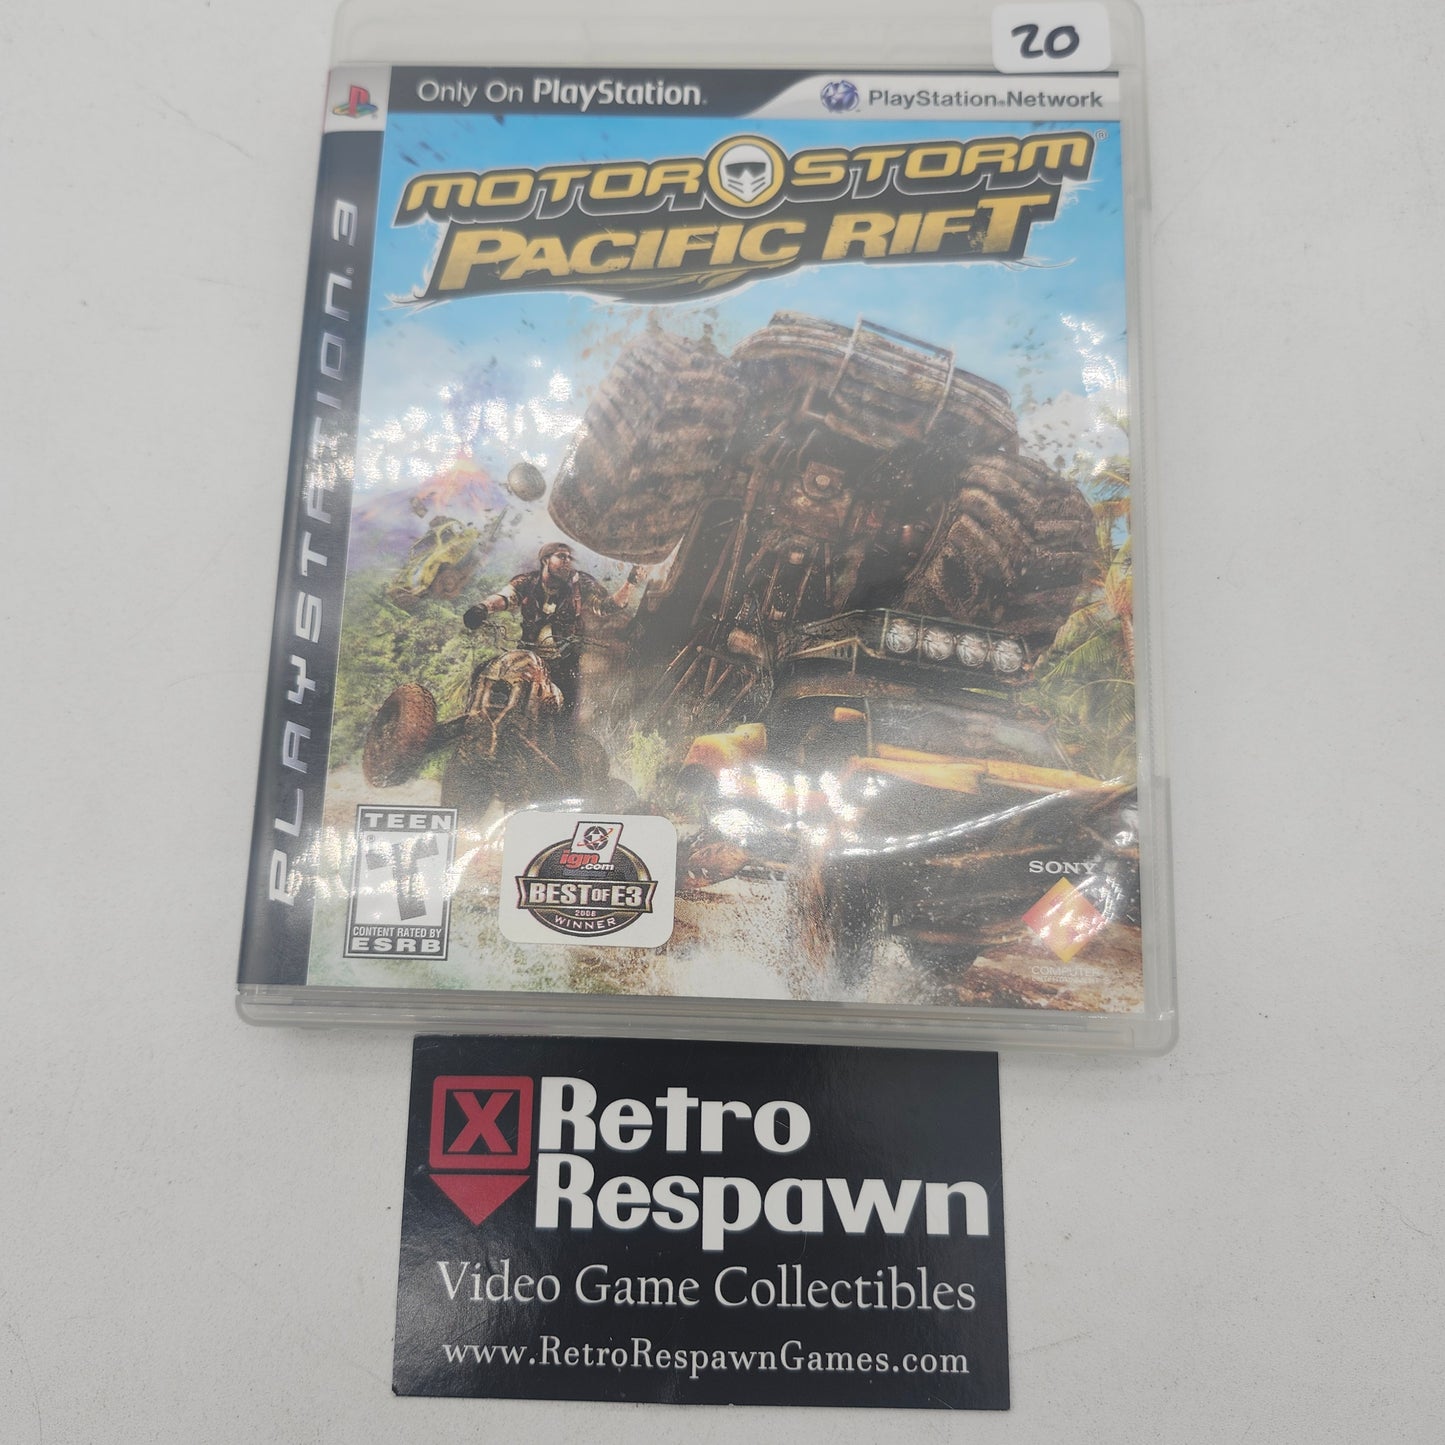 20
Only On PlayStation®
PlayStation®Network
PLAYSTATION®3
MOTORSTORM®
PACIFIC RIFT
TEEN
T
CONTENT RATED BY
ESRB
ign
.com
BEST OF E3
2008
WINNER
SONY
COMPUTER
X
Retro
Respawn
Video Game Collectibles
www.RetroRespawnGames.com